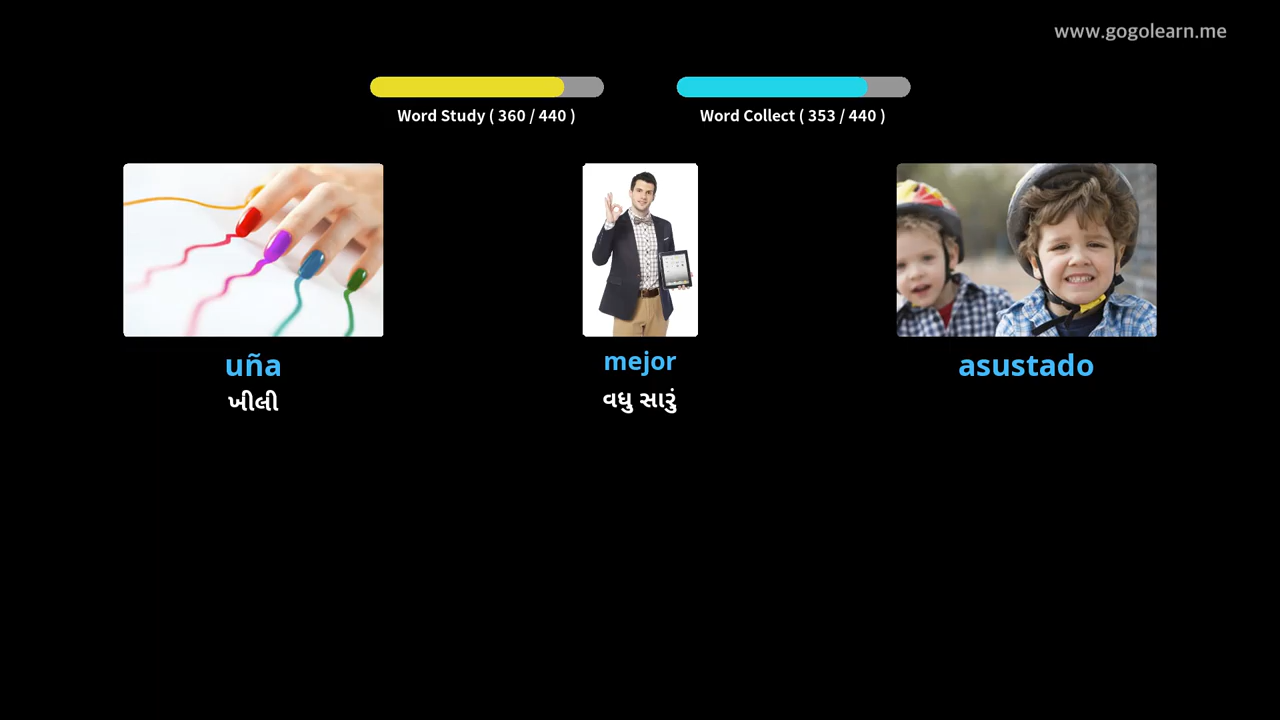 www.gogolearn.me
Word Study ( 360 / 440 )
Word Collect ( 353 / 440 )
uña
ખીલી
mejor
વધુ સારું
asustado